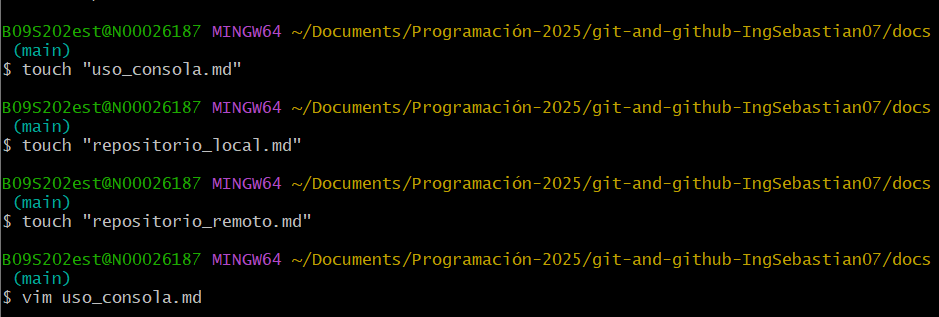 B09S202est@N00026187 MINGW64 ~/Documents/Programación-2025/git-and-github-IngSebastian07/docs
(main)
$ touch "uso_consola.md"
B09S202est@N00026187 MINGW64 ~/Documents/Programación-2025/git-and-github-IngSebastian07/docs
(main)
$ touch "repositorio_local.md"
B09S202est@N00026187 MINGW64 ~/Documents/Programación-2025/git-and-github-IngSebastian07/docs
(main)
$ touch "repositorio_remoto.md"
B09S202est@N00026187 MINGW64 ~/Documents/Programación-2025/git-and-github-IngSebastian07/docs
(main)
$ vim uso_consola.md